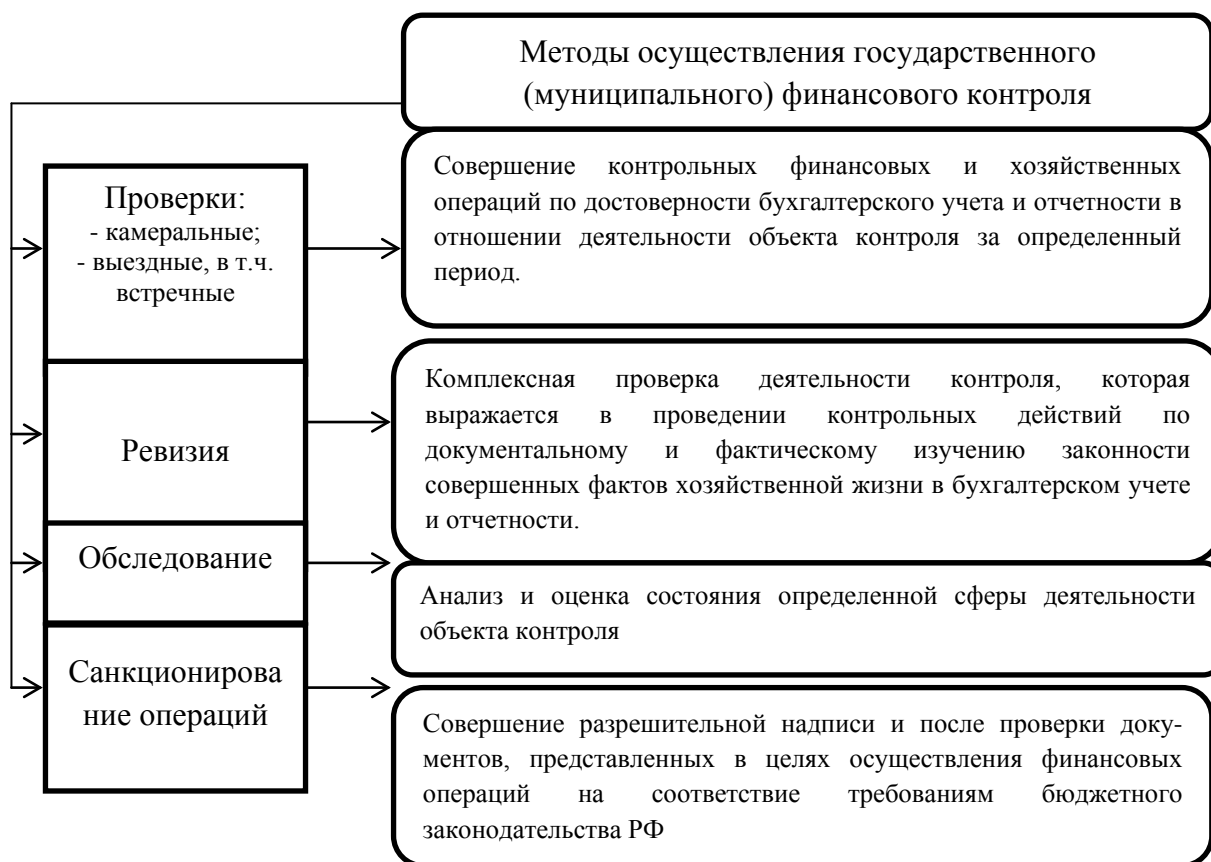 Методы осуществления государственного
(муниципального) финансового контроля
Проверки:
- камеральные;
- выездные, в т.ч.
встречные
Совершение контрольных финансовых и хозяйственных
операций по достоверности бухгалтерского учета и отчетности в
отношении деятельности объекта контроля за определенный
период.
Ревизия
Комплексная проверка деятельности контроля, которая
выражается в проведении контрольных действий по
документальному и фактическому изучению законности
совершенных фактов хозяйственной жизни в бухгалтерском учете
и отчетности.
Обследование
Анализ и оценка состояния определенной сферы деятельности
объекта контроля
Санкционирова
ние операций
Совершение разрешительной надписи и после проверки доку-
ментов, представленных в целях осуществления финансовых
операций на соответствие требованиям бюджетного
законодательства РФ